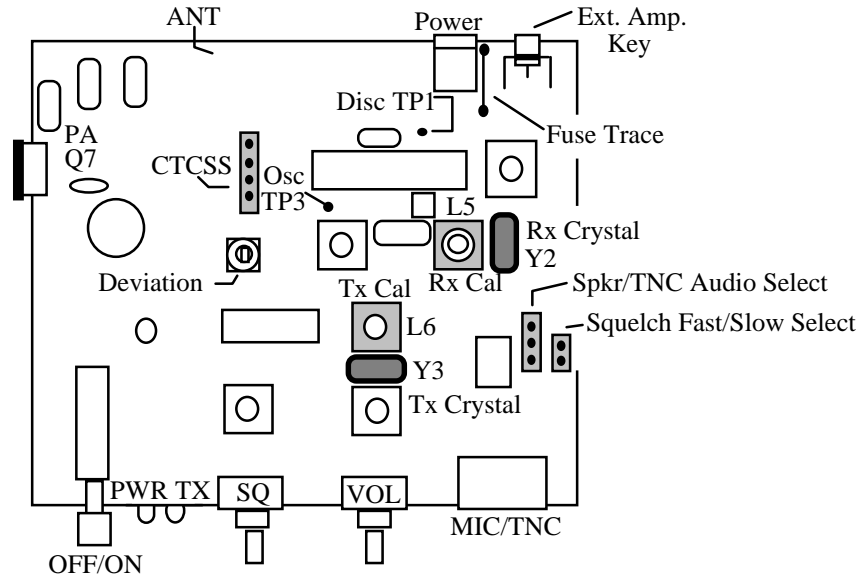 ANT
Power
Ext. Amp.
Key
Disc TP1
Fuse Trace
PA
Q7
CTCSS
Osc
TP3
L5
Rx Crystal
Y2
Deviation
Tx Cal
Rx Cal
Spkr/TNC Audio Select
L6
Squelch Fast/Slow Select
Y3
Tx Crystal
PWR TX
SQ
VOL
MIC/TNC
OFF/ON